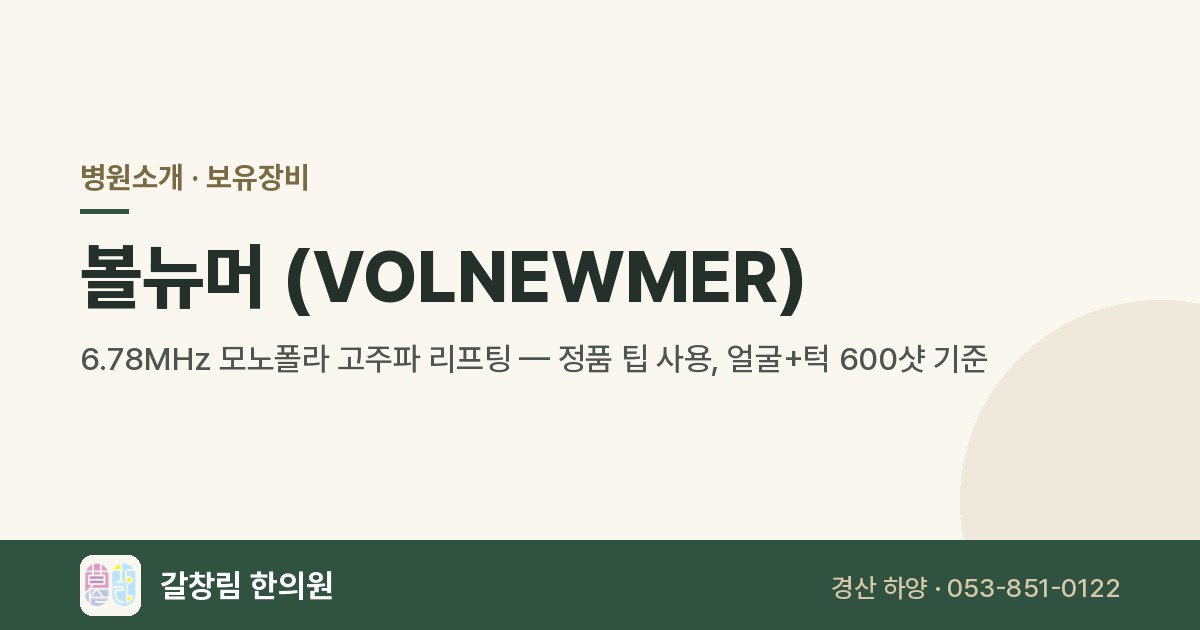 병원소개 · 보유장비
볼뉴머 (VOLNEWMER)
6.78MHz 모노폴라 고주파 리프팅 — 정품 팁 사용, 얼굴+턱 600샷 기준
갈창림 한의원
경산 하양 · 053-851-0122